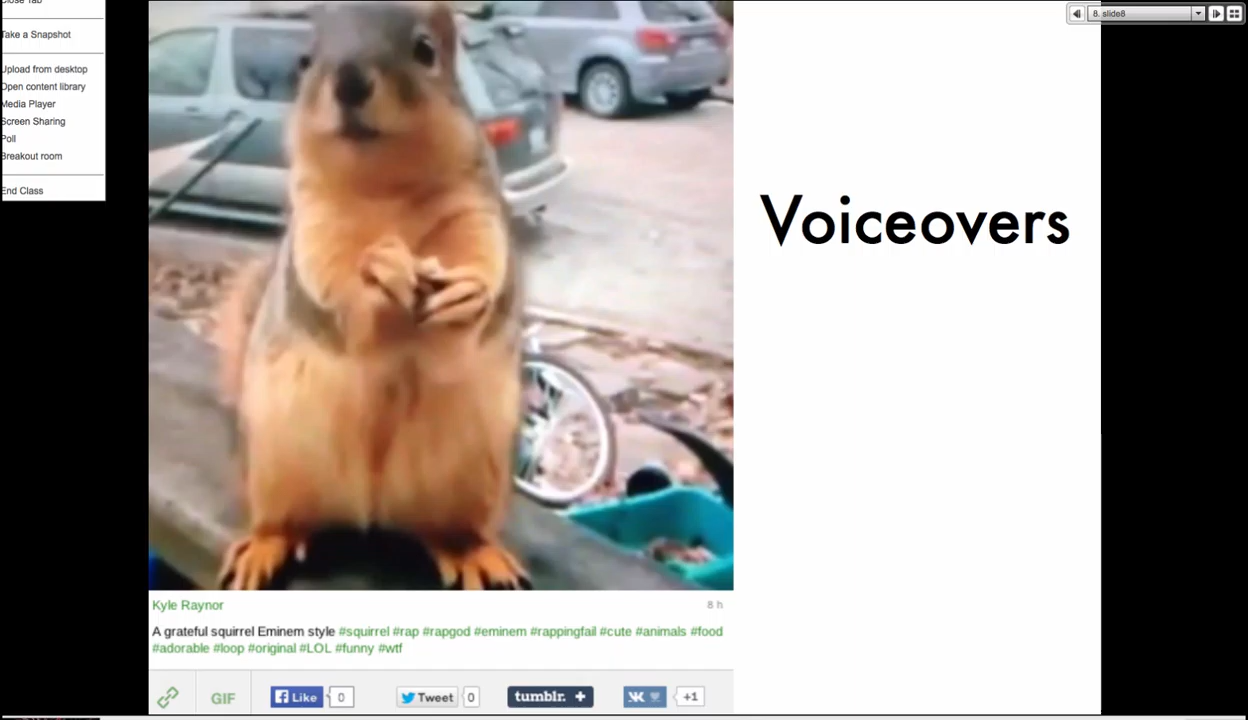 Close Tab
Take a Snapshot
Upload from desktop
Open content library
Media Player
Screen Sharing
Poll
Breakout room
End Class
8. slide8
Voiceovers
Kyle Raynor
8 h
A grateful squirrel Eminem style #squirrel #rap #rapgod #eminem #rappingfail #cute #animals #food
#adorable #loop #original #LOL #funny #wtf
GIF
Like 0
Tweet 0
tumblr. +
+1